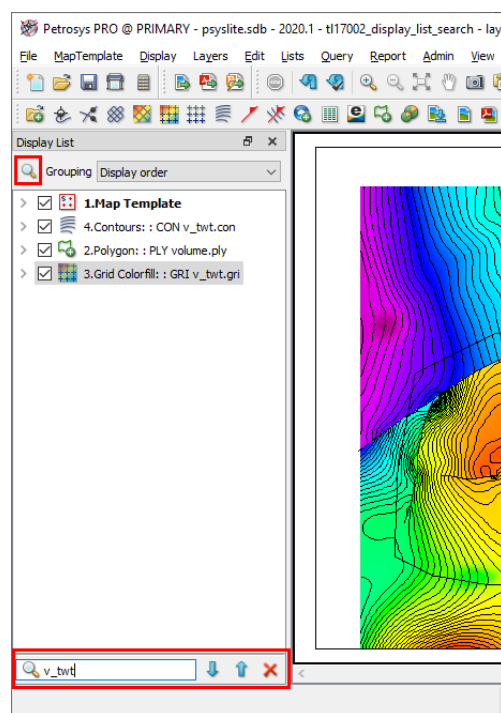 Petrosys PRO @ PRIMARY - psyslite.sdb - 2020.1 - tl17002_display_list_search - lay
File MapTemplate Display Layers Edit Lists Query Report Admin View
Display List
Grouping Display order
1.Map Template
4.Contours: : CON v_twt.con
2.Polygon: : PLY volume.ply
3.Grid Colorfill: : GRI v_twt.gri
v_twt